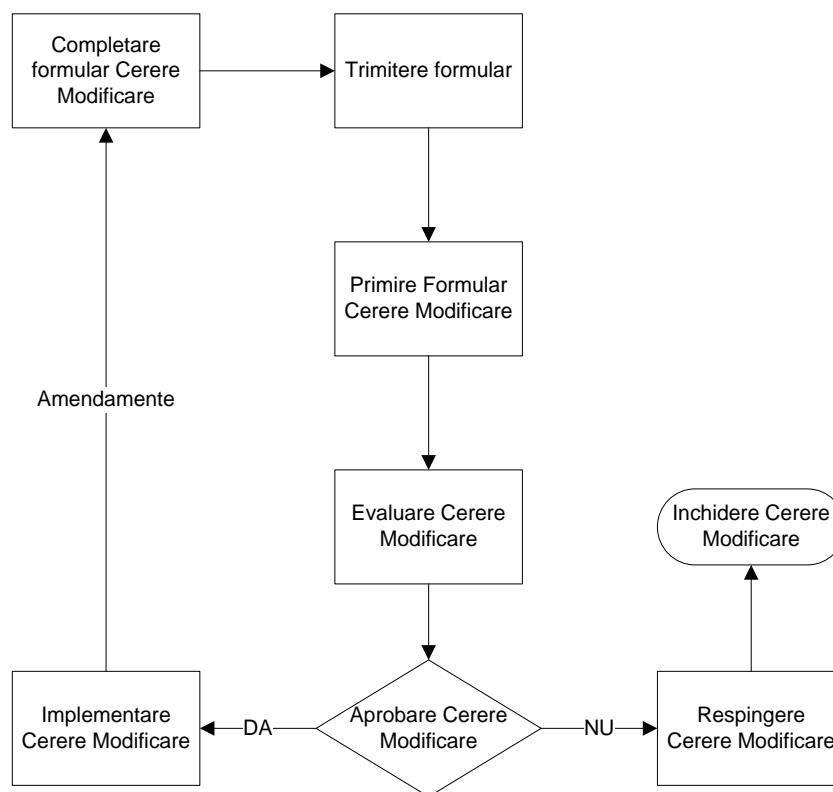 Completare
formular Cerere
Modificare
Trimitere formular
Primire Formular
Cerere Modificare
Amendamente
Evaluare Cerere
Modificare
Inchidere Cerere
Modificare
Implementare
Cerere Modificare
DA
Aprobare Cerere
Modificare
NU
Respingere
Cerere Modificare